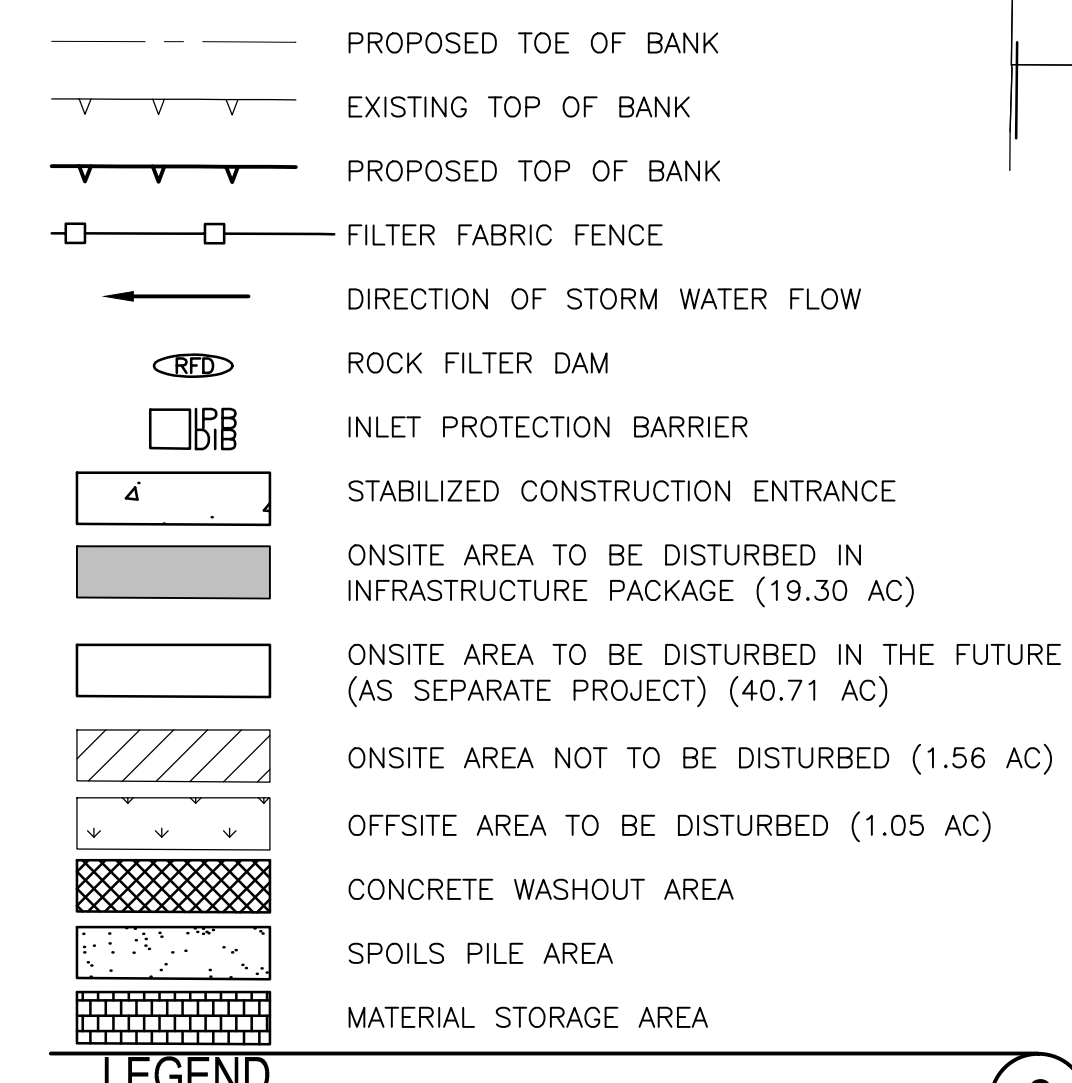 PROPOSED TOE OF BANK
EXISTING TOP OF BANK
PROPOSED TOP OF BANK
FILTER FABRIC FENCE
DIRECTION OF STORM WATER FLOW
RFD ROCK FILTER DAM
IPB
DIB
INLET PROTECTION BARRIER
STABILIZED CONSTRUCTION ENTRANCE
ONSITE AREA TO BE DISTURBED IN
INFRASTRUCTURE PACKAGE (19.30 AC)
ONSITE AREA TO BE DISTURBED IN THE FUTURE
(AS SEPARATE PROJECT) (40.71 AC)
ONSITE AREA NOT TO BE DISTURBED (1.56 AC)
OFFSITE AREA TO BE DISTURBED (1.05 AC)
CONCRETE WASHOUT AREA
SPOILS PILE AREA
MATERIAL STORAGE AREA
LEGEND